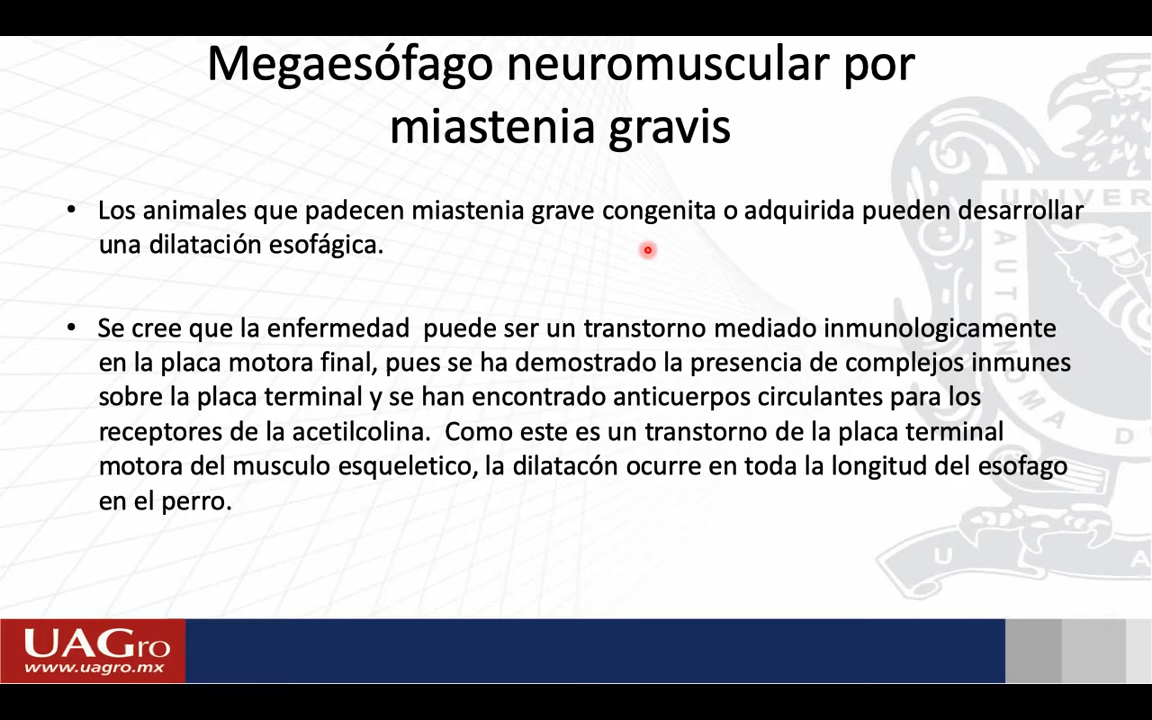 Megaesófago neuromuscular por
miastenia gravis
• Los animales que padecen miastenia grave congenita o adquirida pueden desarrollar
una dilatación esofágica.
• Se cree que la enfermedad  puede ser un transtorno mediado inmunologicamente
en la placa motora final, pues se ha demostrado la presencia de complejos inmunes
sobre la placa terminal y se han encontrado anticuerpos circulantes para los
receptores de la acetilcolina.  Como este es un transtorno de la placa terminal
motora del musculo esqueletico, la dilatacón ocurre en toda la longitud del esofago
en el perro.
UNIVER
AUTONOMA D
U A
UAGro
www.uagro.mx